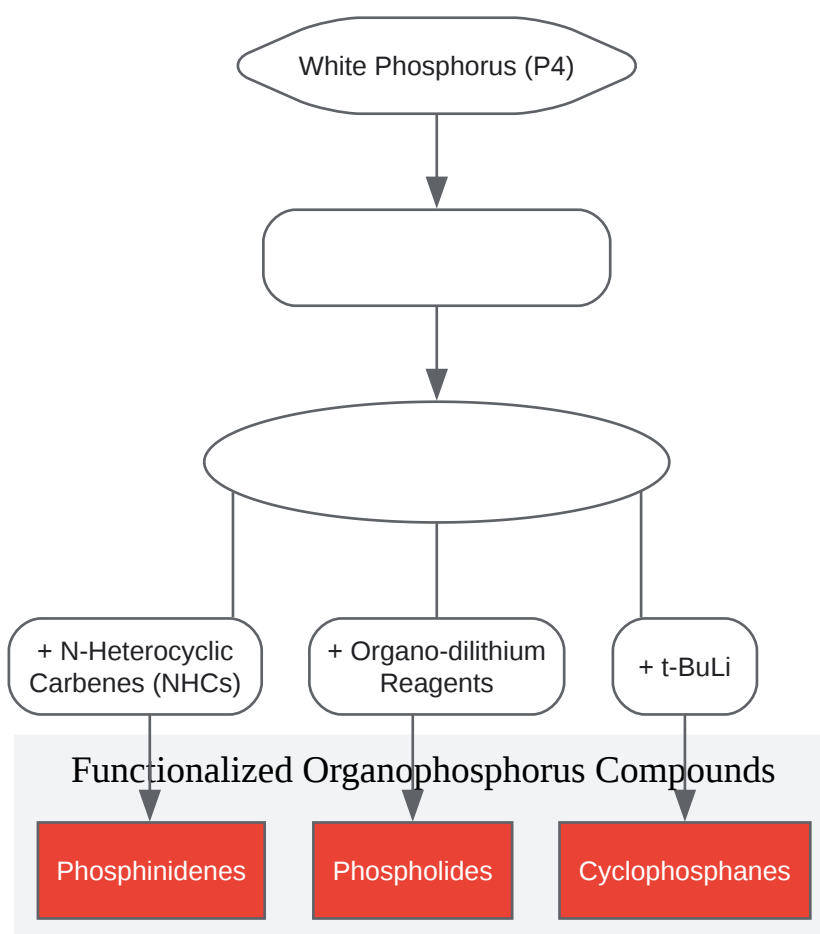 White Phosphorus (P4)
+ N-Heterocyclic
Carbenes (NHCs)
+ Organo-dilithium
Reagents
+ t-BuLi
Functionalized Organophosphorus Compounds
Phosphinidenes
Phospholides
Cyclophosphanes